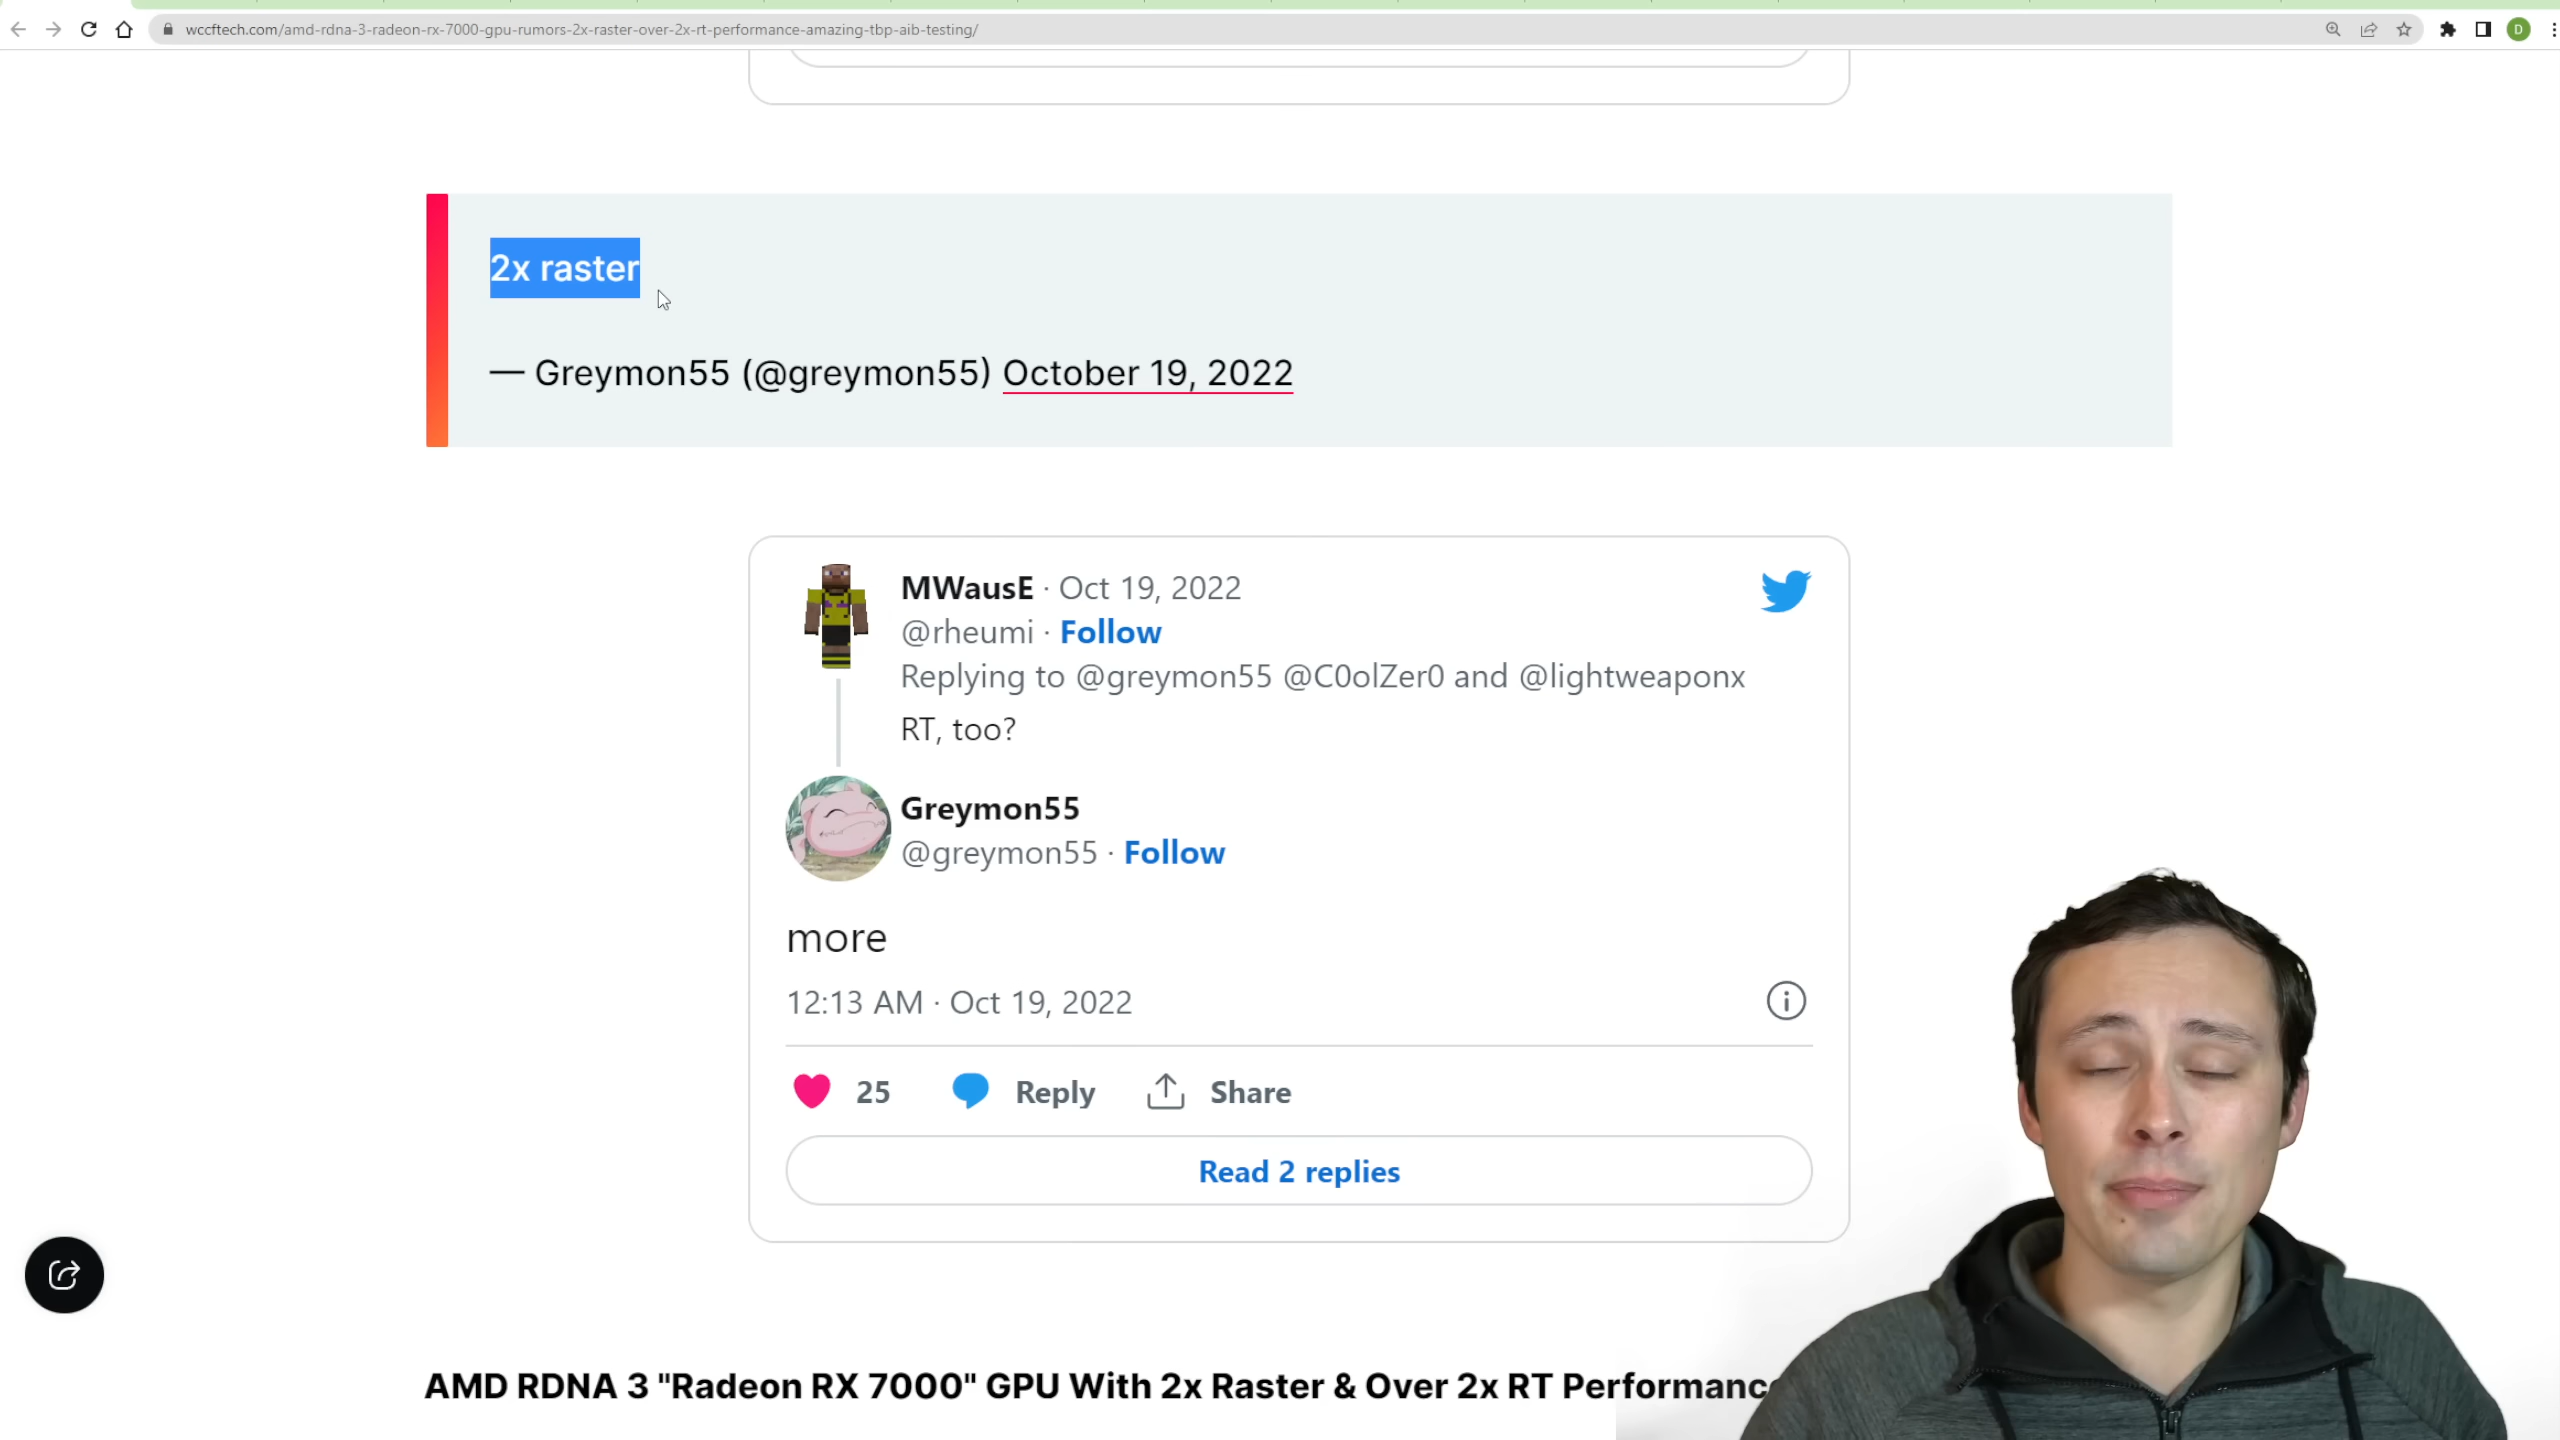 wccftech.com/amd-rdna-3-radeon-rx-7000-gpu-rumors-2x-raster-over-2x-rt-performance-amazing-tbp-aib-testing/
D
2x raster
— Greymon55 (@greymon55) October 19, 2022
MWausE · Oct 19, 2022
@rheumi · Follow
Replying to @greymon55 @C0olZer0 and @lightweaponx
RT, too?
Greymon55
@greymon55 · Follow
more
12:13 AM · Oct 19, 2022
25 Reply Share
Read 2 replies
AMD RDNA 3 "Radeon RX 7000" GPU With 2x Raster & Over 2x RT Performance